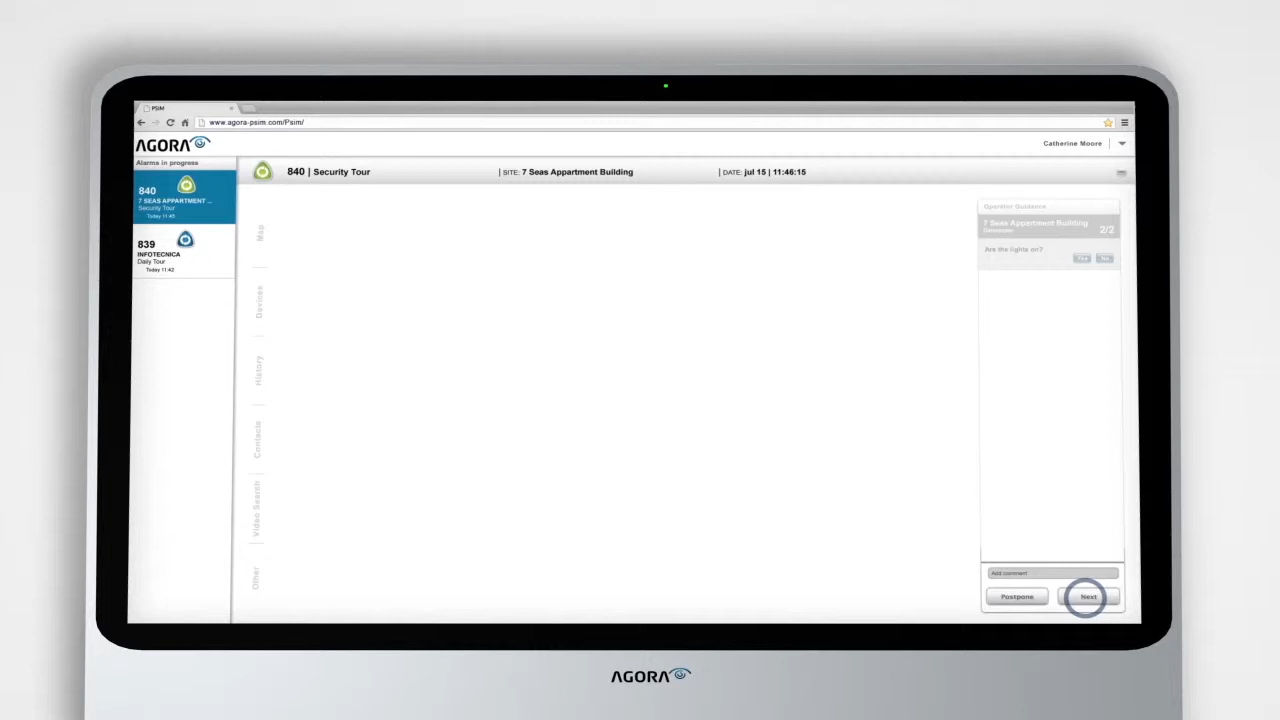 PSIM
www.agora-psim.com/Psim/
AGORA
Catherine Moore
Alarms in progress
840
7 SEAS APPARTMENT ...
Security Tour
Today 11:45
839
INFOTECNICA
Daily Tour
Today 11:42
840 | Security Tour
| SITE: 7 Seas Appartment Building
| DATE: jul 15 | 11:46:15
Map
Devices
History
Contacts
Video Search
Other
Operator Guidance
7 Seas Appartment Building
2/2
Are the lights on?
Yes
No
Add comment
Postpone
Next
AGORA